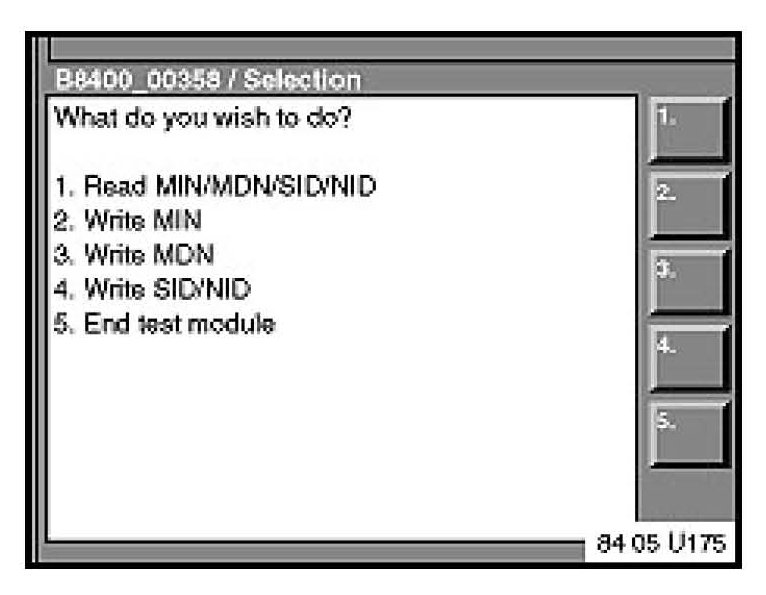 B8400_00358 / Selection
What do you wish to do?
1. Read MIN/MDN/SID/NID
2. Write MIN
3. Write MDN
4. Write SID/NID
5. End test module
1.
2.
3.
4.
5.
84 05 U175